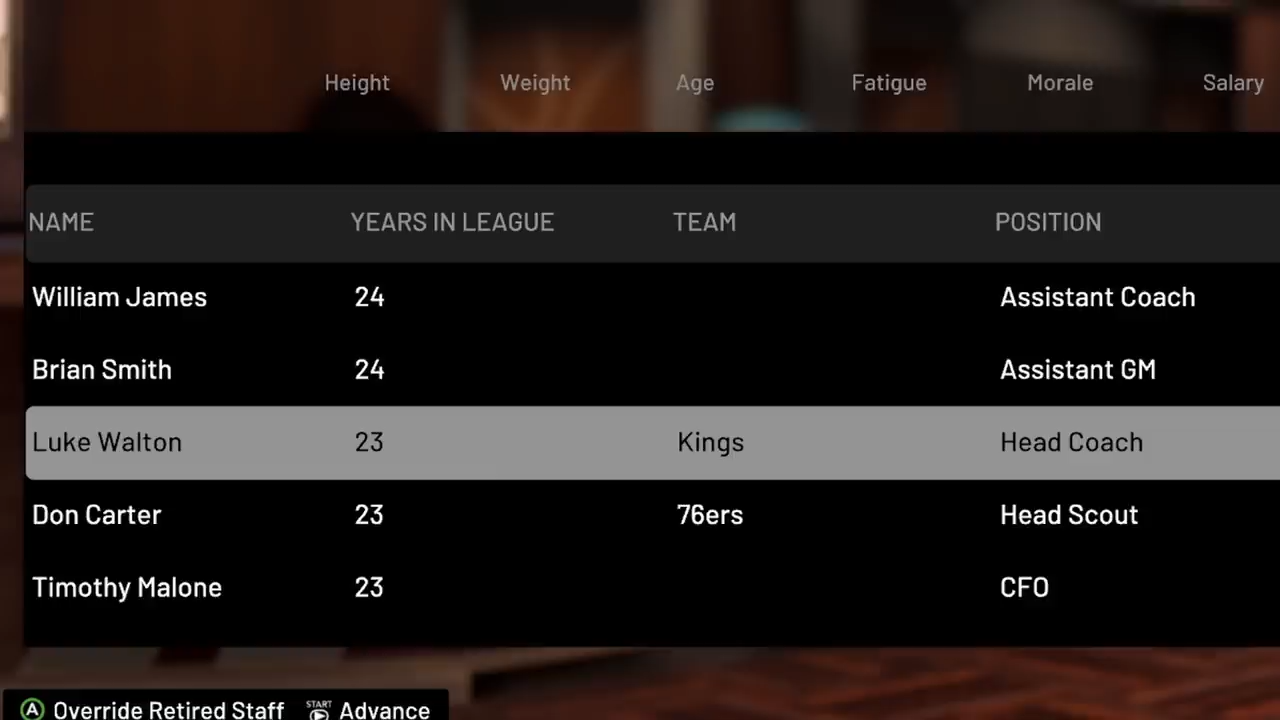 Height Weight Age Fatigue Morale Salary
NAME YEARS IN LEAGUE TEAM POSITION
William James 24 Assistant Coach
Brian Smith 24 Assistant GM
Luke Walton 23 Kings Head Coach
Don Carter 23 76ers Head Scout
Timothy Malone 23 CFO
A Override Retired Staff START Advance